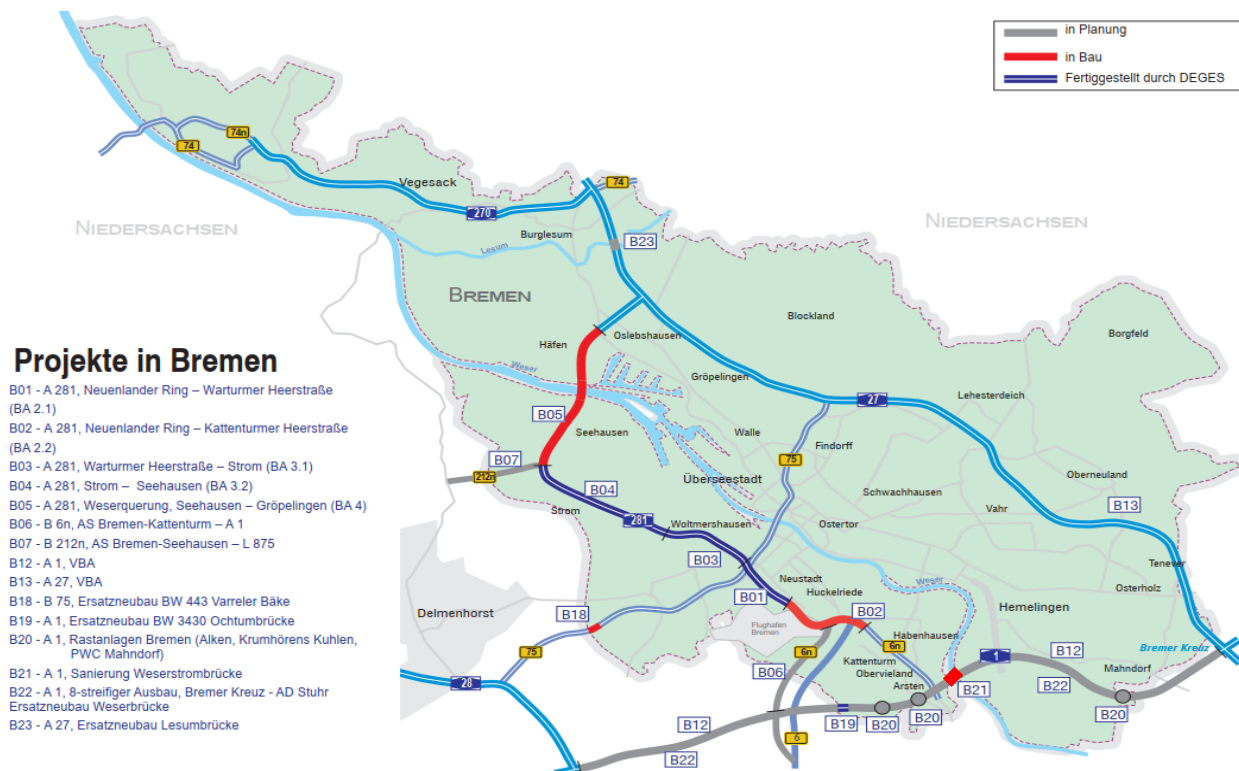 in Planung
in Bau
Fertiggestellt durch DEGES
74n
74
Vegesack
74
270
NIEDERSACHSEN
NIEDERSACHSEN
Burglesum
Lesum
B23
BREMEN
Blockland
Borgfeld
Häfen
Oslebshausen
Weser
Gröpelingen
27
Lehesterdeich
B05
Seehausen
Walle
Findorff
75
B07
212n
Überseestadt
Oberneuland
B04
Schwachhausen
Vahr
B13
Strom
281
Woltmershausen
Ostertor
B03
Tenever
Weser
Osterholz
Neustadt
Huckelriede
B01
B02
Hemelingen
Delmenhorst
B18
Flughafen
Bremen
Habenhausen
6n
6n
75
Kattenturm
Obervieland
Arsten
1
B12
Bremer Kreuz
Mahndorf
28
B06
B21
B22
B20
B12
B19
B20
B20
6
B22
Projekte in Bremen
B01 - A 281, Neuenlander Ring – Warturmer Heerstraße
(BA 2.1)
B02 - A 281, Neuenlander Ring – Kattenturmer Heerstraße
(BA 2.2)
B03 - A 281, Warturmer Heerstraße – Strom (BA 3.1)
B04 - A 281, Strom – Seehausen (BA 3.2)
B05 - A 281, Weserquerung, Seehausen – Gröpelingen (BA 4)
B06 - B 6n, AS Bremen-Kattenturm – A 1
B07 - B 212n, AS Bremen-Seehausen – L 875
B12 - A 1, VBA
B13 - A 27, VBA
B18 - B 75, Ersatzneubau BW 443 Varreler Bäke
B19 - A 1, Ersatzneubau BW 3430 Ochtumbrücke
B20 - A 1, Rastanlagen Bremen (Alken, Krumhörens Kuhlen,
PWC Mahndorf)
B21 - A 1, Sanierung Weserstrombrücke
B22 - A 1, 8-streifiger Ausbau, Bremer Kreuz - AD Stuhr
Ersatzneubau Weserbrücke
B23 - A 27, Ersatzneubau Lesumbrücke